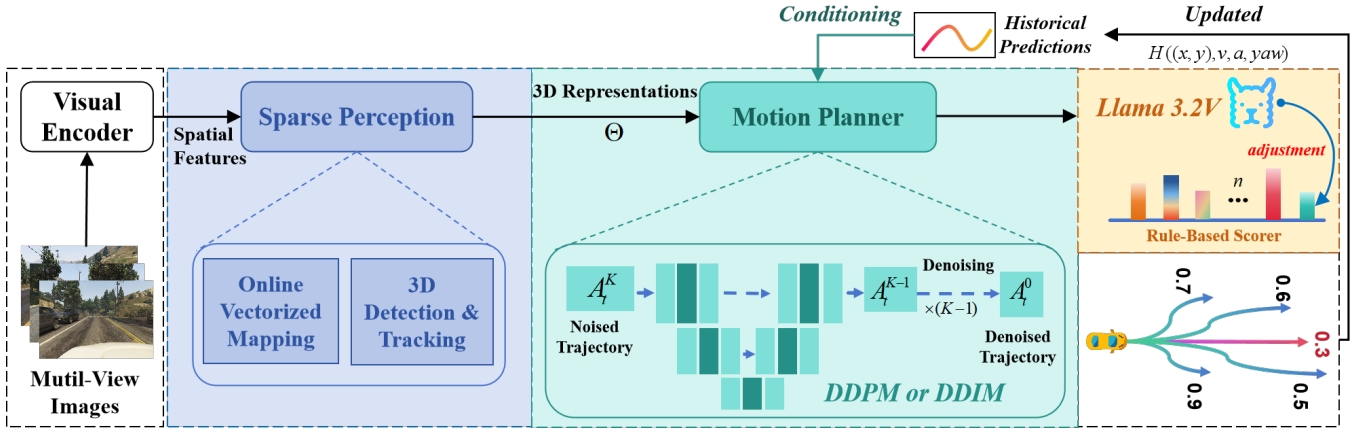 Conditioning
Historical
Predictions
Updated
H((x, y), v, a, yaw)
Visual
Encoder
Spatial
Features
Sparse Perception
3D Representations
Θ
Motion Planner
Llama 3.2V
adjustment
n
...
Rule-Based Scorer
Mutil-View
Images
Online
Vectorized
Mapping
3D
Detection &
Tracking
A_t^K
Noised
Trajectory
A_t^{K-1}
Denoising
×(K-1)
A_t^0
Denoised
Trajectory
DDPM or DDIM
0.7
0.6
0.3
0.5
0.9